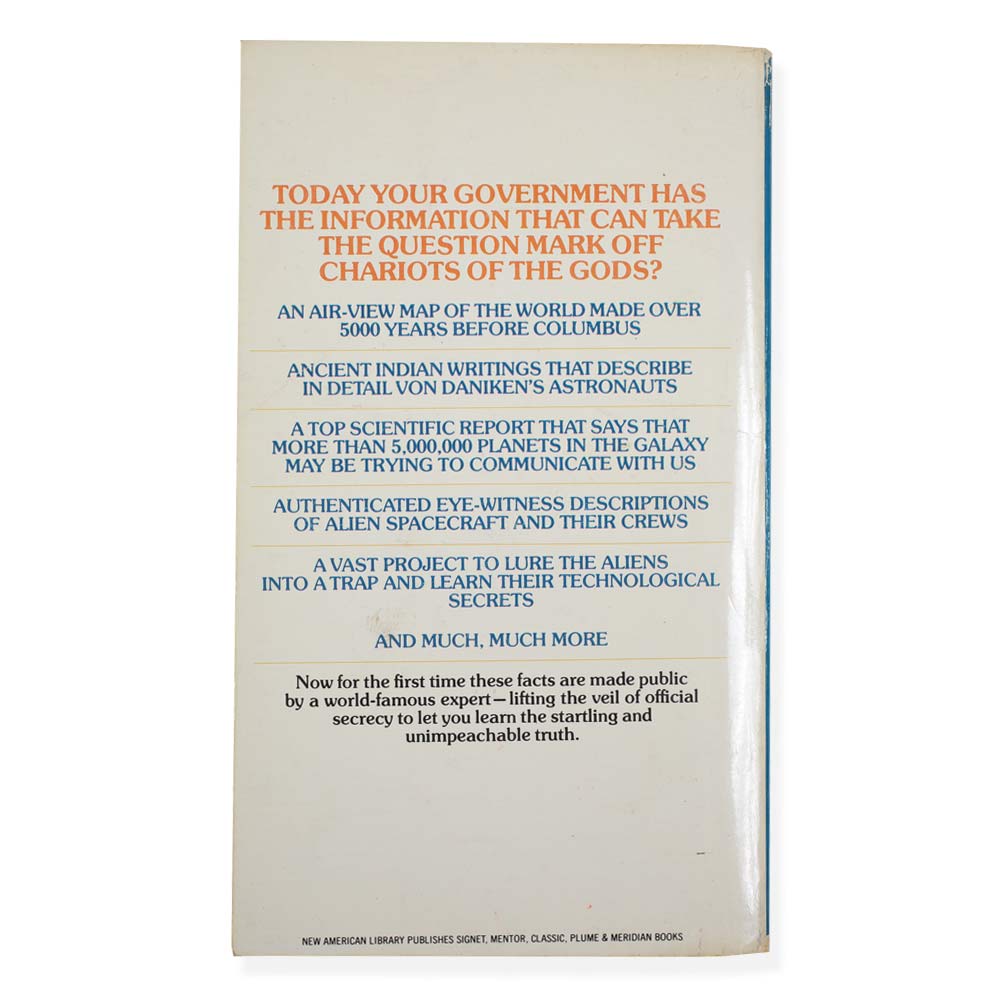 TODAY YOUR GOVERNMENT HAS
THE INFORMATION THAT CAN TAKE
THE QUESTION MARK OFF
CHARIOTS OF THE GODS?
AN AIR-VIEW MAP OF THE WORLD MADE OVER
5000 YEARS BEFORE COLUMBUS
ANCIENT INDIAN WRITINGS THAT DESCRIBE
IN DETAIL VON DANIKEN'S ASTRONAUTS
A TOP SCIENTIFIC REPORT THAT SAYS THAT
MORE THAN 5,000,000 PLANETS IN THE GALAXY
MAY BE TRYING TO COMMUNICATE WITH US
AUTHENTICATED EYE-WITNESS DESCRIPTIONS
OF ALIEN SPACECRAFT AND THEIR CREWS
A VAST PROJECT TO LURE THE ALIENS
INTO A TRAP AND LEARN THEIR TECHNOLOGICAL
SECRETS
AND MUCH, MUCH MORE
Now for the first time these facts are made public
by a world-famous expert—lifting the veil of official
secrecy to let you learn the startling and
unimpeachable truth.
NEW AMERICAN LIBRARY PUBLISHES SIGNET, MENTOR, CLASSIC, PLUME & MERIDIAN BOOKS